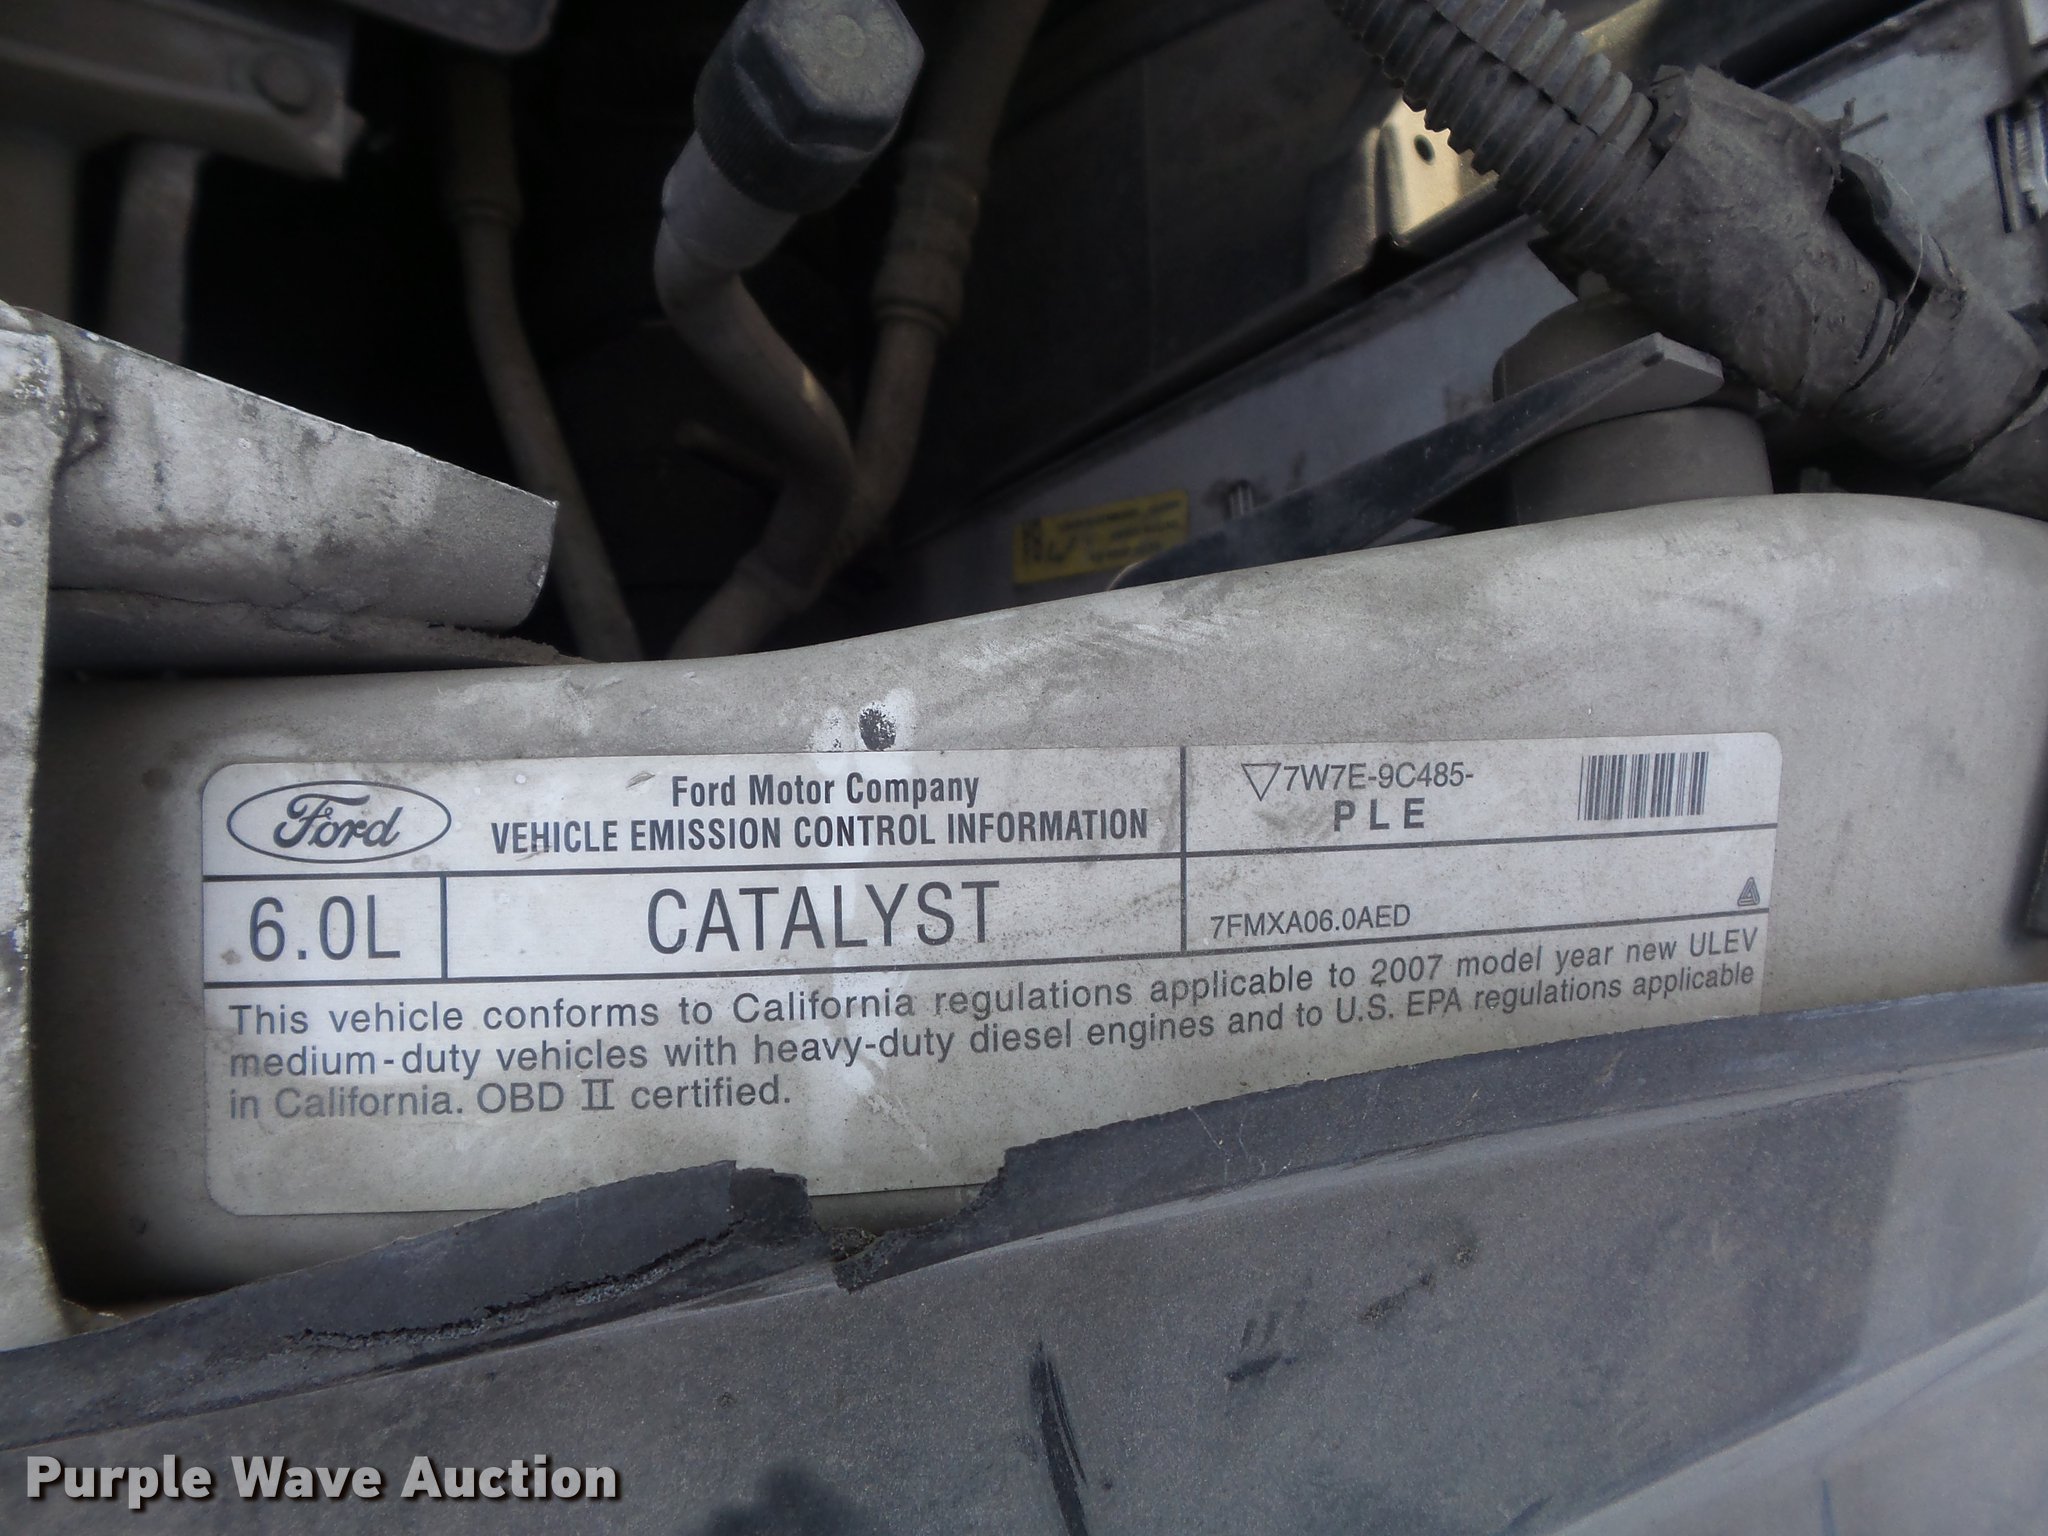 Ford
Ford Motor Company
VEHICLE EMISSION CONTROL INFORMATION
7W7E-9C485-
PLE
6.0L
CATALYST
7FMXA06.0AED
This vehicle conforms to California regulations applicable to 2007 model year new ULEV
medium-duty vehicles with heavy-duty diesel engines and to U.S. EPA regulations applicable
in California. OBD II certified.
Purple Wave Auction